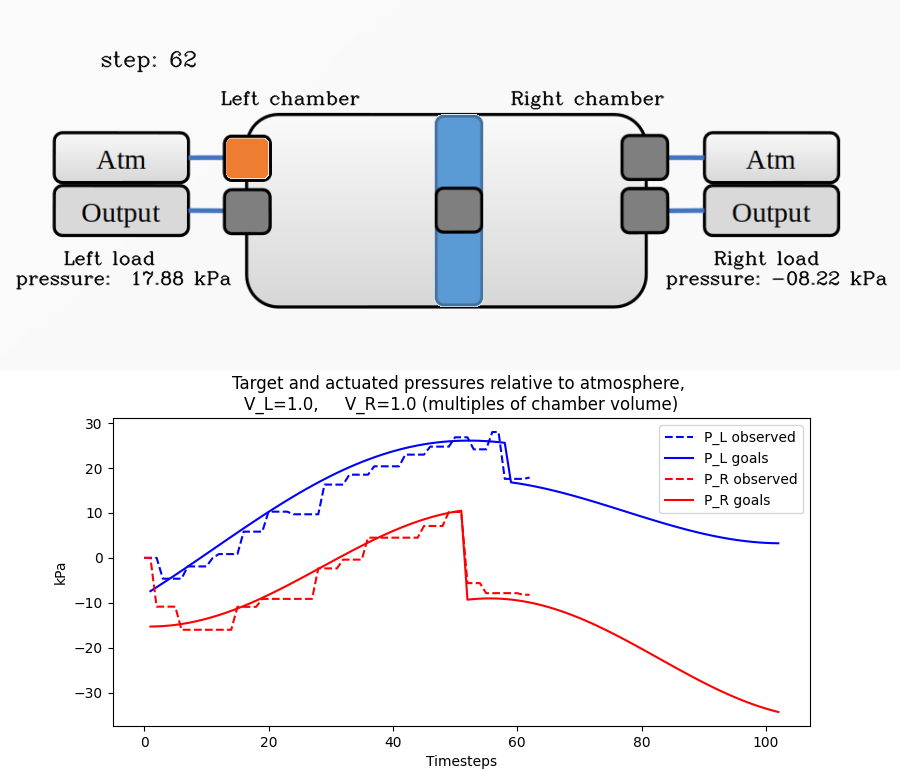 step: 62
Left chamber
Right chamber
Atm
Atm
Output
Output
Left load
pressure:  17.88 kPa
Right load
pressure: −08.22 kPa
Target and actuated pressures relative to atmosphere,
V_L=1.0,     V_R=1.0 (multiples of chamber volume)
30
20
10
0
−10
−20
−30
kPa
P_L observed
P_L goals
P_R observed
P_R goals
0 20 40 60 80 100
Timesteps